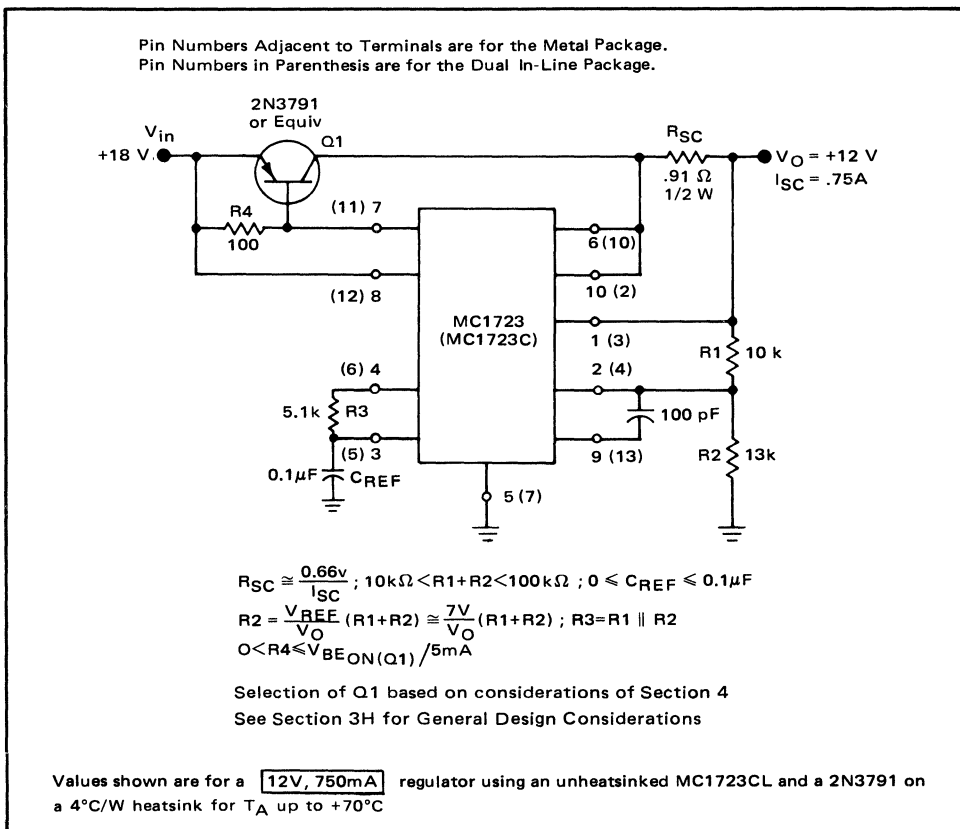 Pin Numbers Adjacent to Terminals are for the Metal Package.
Pin Numbers in Parenthesis are for the Dual In-Line Package.
2N3791
or Equiv
Q1
Vin
+18 V
RSC
.91 Ω
1/2 W
VO = +12 V
ISC = .75A
R4
100
(11) 7
6 (10)
(12) 8
10 (2)
MC1723
(MC1723C)
1 (3)
R1
10 k
(6) 4
2 (4)
5.1k
R3
100 pF
(5) 3
9 (13)
R2
13k
0.1μF
CREF
5 (7)
RSC ≅ 0.66v/ISC ; 10kΩ<R1+R2<100kΩ ; 0 ⩽ CREF ⩽ 0.1μF
R2 = VREF/VO (R1+R2) ≅ 7V/VO (R1+R2) ; R3=R1 || R2
O<R4⩽VBEON(Q1)/5mA
Selection of Q1 based on considerations of Section 4
See Section 3H for General Design Considerations
Values shown are for a 12V, 750mA regulator using an unheatsinked MC1723CL and a 2N3791 on
a 4°C/W heatsink for TA up to +70°C